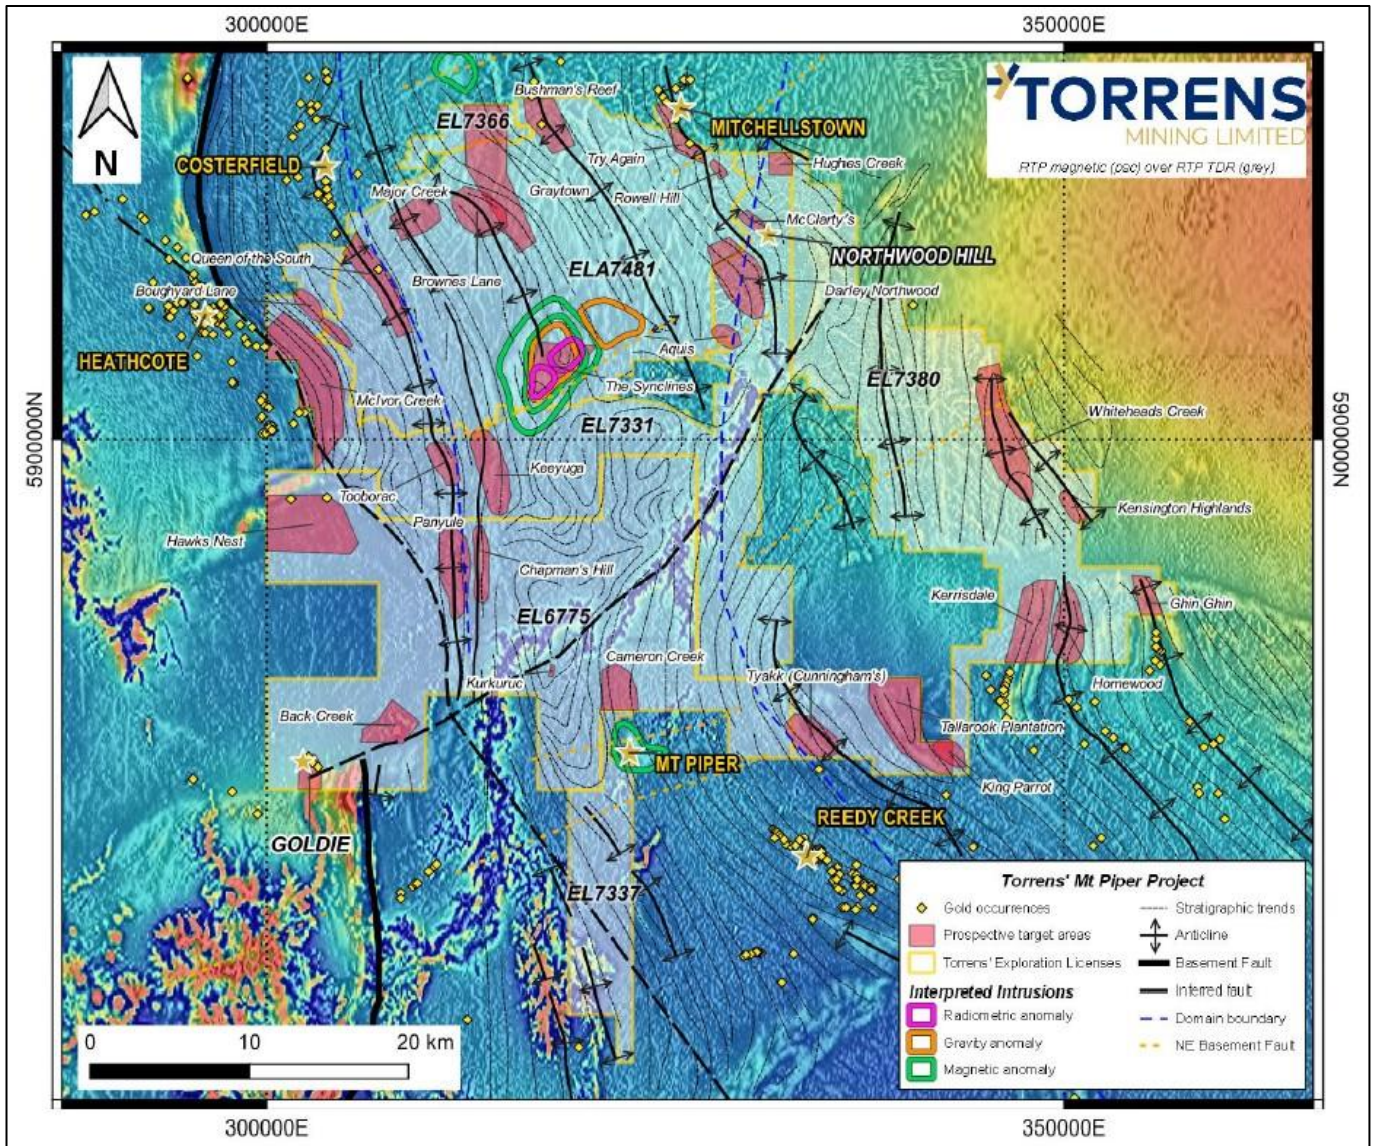 300000E
350000E
N
TORRENS
MINING LIMITED
RTP magnetic (psc) over RTP TDR (grey)
Bushman's Reef
EL7366
MITCHELLSTOWN
COSTERFIELD
Try Again
Hughes Creek
Major Creek
Graytown
Rowell Hill
McClarty's
Queen of the South
NORTHWOOD HILL
ELA7481
Brownes Lane
Boughyard Lane
Darley Northwood
HEATHCOTE
Aquis
The Synclines
EL7380
McIvor Creek
EL7331
Whiteheads Creek
5900000N
5900000N
Keeyuga
Tooborac
Panyule
Kensington Highlands
Hawks Nest
Chapman's Hill
Kerrisdale
Ghin Ghin
EL6775
Cameron Creek
Kurkuruc
Tyakk (Cunningham's)
Homewood
Back Creek
Tallarook Plantation
MT PIPER
King Parrot
REEDY CREEK
GOLDIE
EL7337
Torrens' Mt Piper Project
Gold occurrences
Prospective target areas
Torrens' Exploration Licenses
Interpreted Intrusions
Radiometric anomaly
Gravity anomaly
Magnetic anomaly
Stratigraphic trends
Anticline
Basement Fault
Inferred fault
Domain boundary
NE Basement Fault
0 10 20 km
300000E
350000E